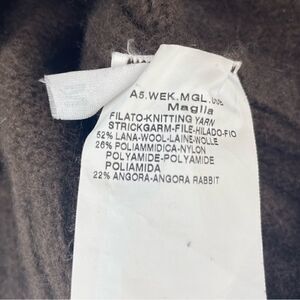 A5.WEK.MGL.005
Maglia
FILATO-KNITTING YARN
STRICKGARM-FILE-HILADO-FIO
52% LANA-WOOL-LAINE-WOLLE
26% POLIAMMIDICA-NYLON
POLYAMIDE-POLYAMIDE
POLIAMIDA
22% ANGORA-ANGORA RABBIT